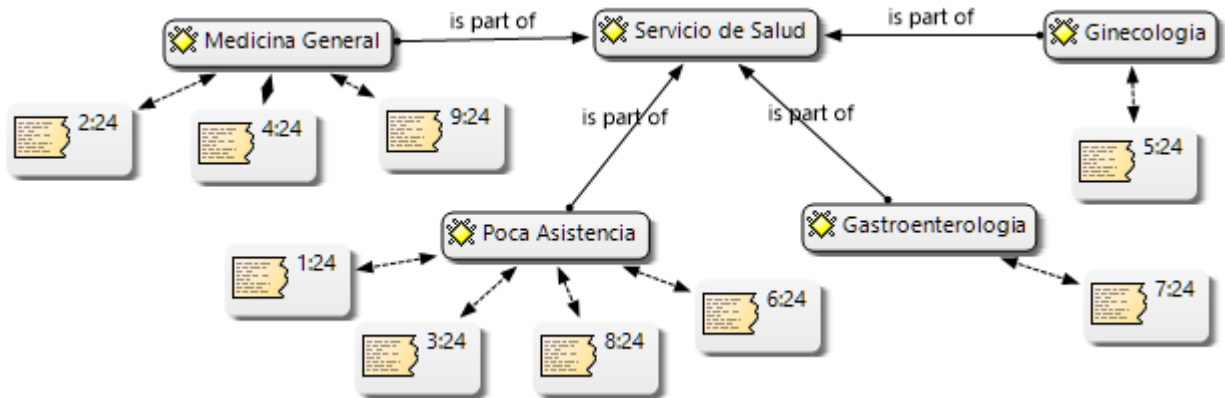 is part of
is part of
Medicina General
Servicio de Salud
Ginecologia
2:24
4:24
9:24
is part of
is part of
5:24
Poca Asistencia
Gastroenterologia
1:24
3:24
8:24
6:24
7:24